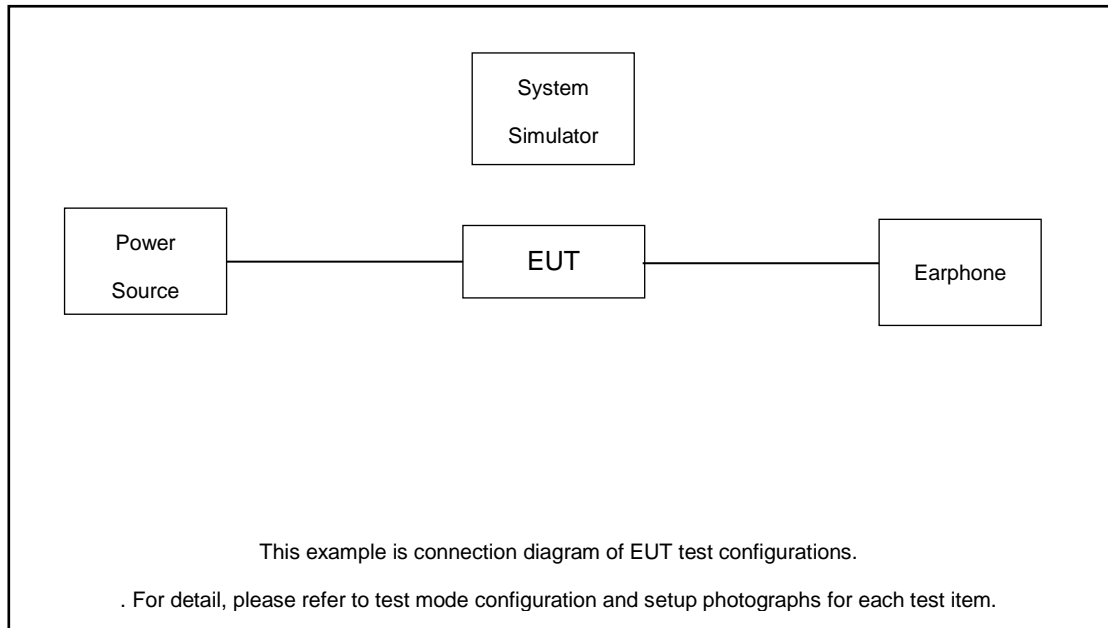 System
Simulator
Power
Source
EUT
Earphone
This example is connection diagram of EUT test configurations.
. For detail, please refer to test mode configuration and setup photographs for each test item.